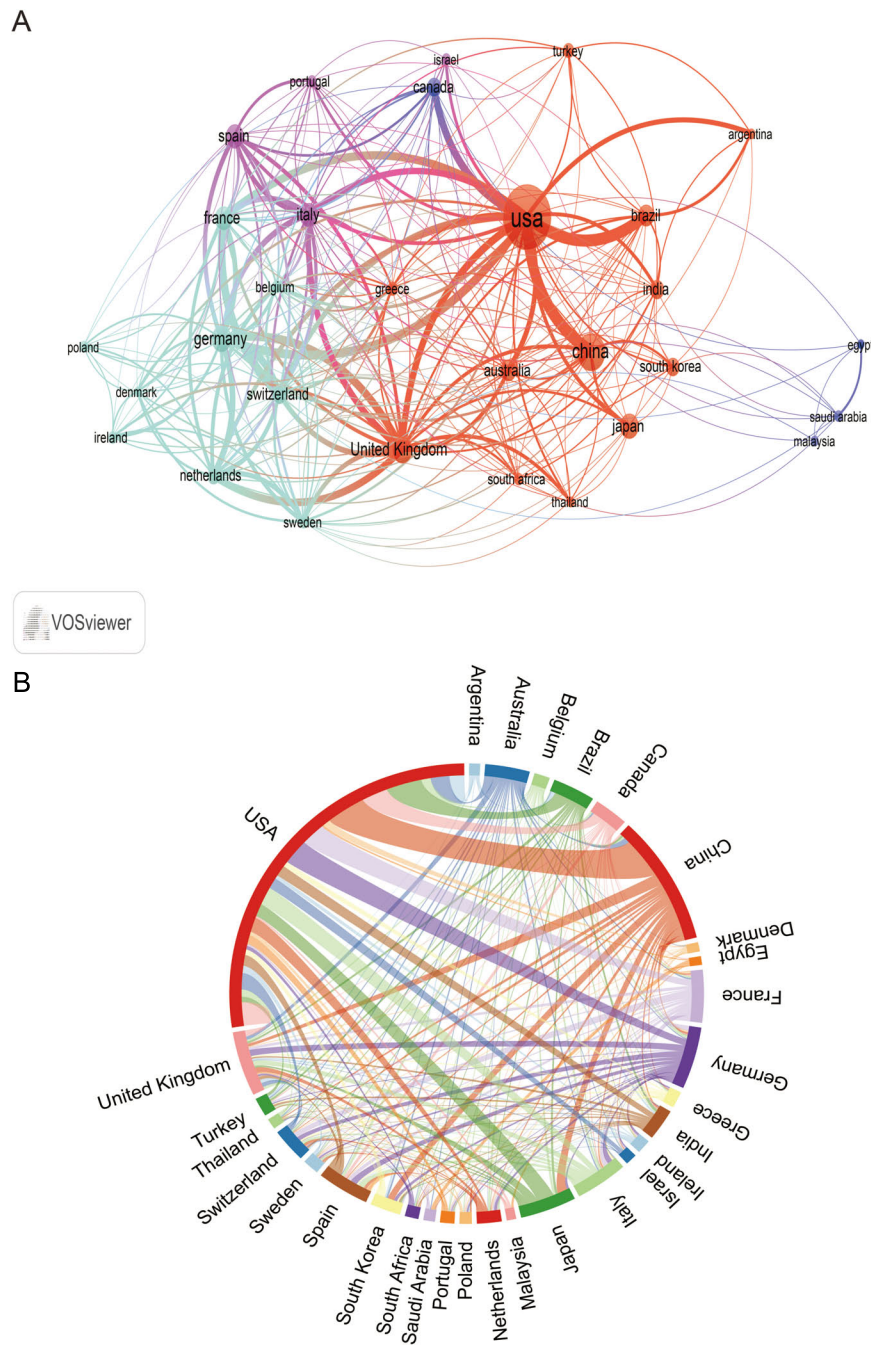 A
turkey
israel
portugal
canada
argentina
spain
france
italy
usa
brazil
belgium
greece
india
poland
germany
egyp
china
denmark
switzerland
australia
south korea
saudi arabia
ireland
United Kingdom
japan
malaysia
netherlands
south africa
thailand
sweden
VOSviewer
B
Argentina
Australia
Belgium
Brazil
Canada
China
Denmark
Egypt
France
Germany
Greece
India
Ireland
Israel
Italy
Japan
Malaysia
Netherlands
Poland
Portugal
Saudi Arabia
South Africa
South Korea
Spain
Sweden
Switzerland
Thailand
Turkey
United Kingdom
USA